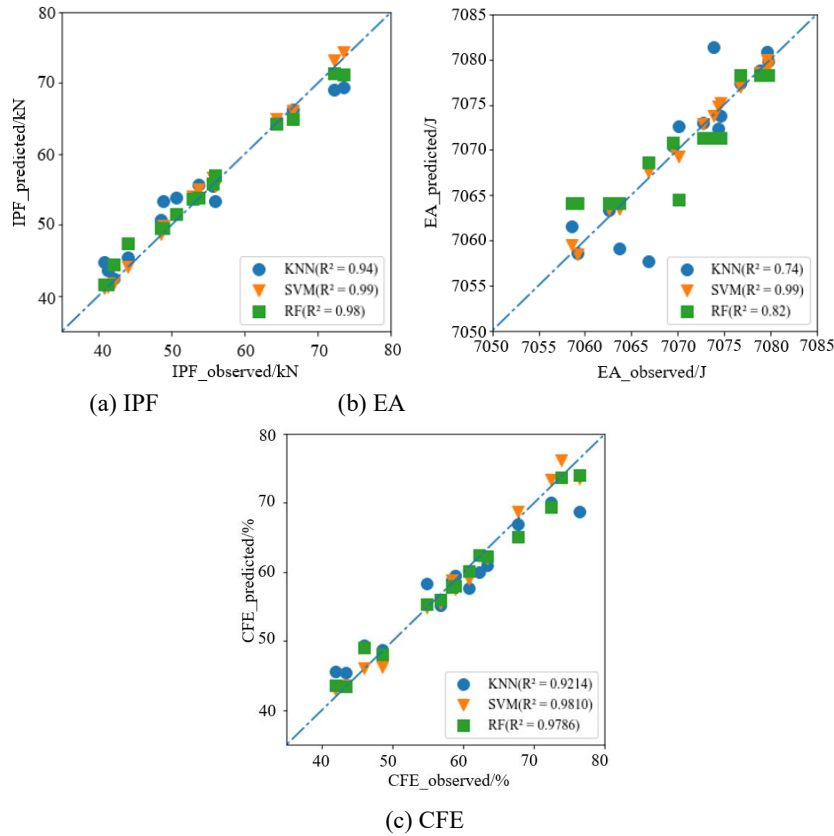 80
70
60
50
40
IPF_predicted/kN
KNN(R² = 0.94)
SVM(R² = 0.99)
RF(R² = 0.98)
40 50 60 70 80
IPF_observed/kN
(a) IPF
7085
7080
7075
7070
7065
7060
7055
7050
EA_predicted/J
KNN(R² = 0.74)
SVM(R² = 0.99)
RF(R² = 0.82)
7050 7055 7060 7065 7070 7075 7080 7085
EA_observed/J
(b) EA
80
70
60
50
40
CFE_predicted/%
KNN(R² = 0.9214)
SVM(R² = 0.9810)
RF(R² = 0.9786)
40 50 60 70 80
CFE_observed/%
(c) CFE